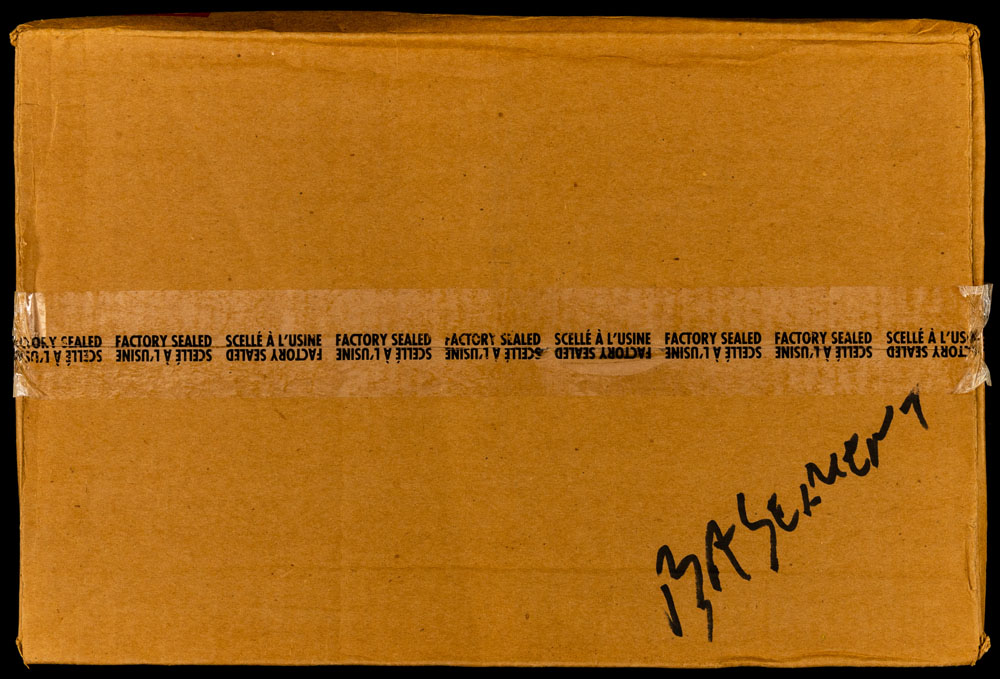 FACTORY SEALED FACTORY SEALED SCELLÉ À L'USINE FACTORY SEALED FACTORY SEALED SCELLÉ À L'USINE FACTORY SEALED FACTORY SEALED SCELLÉ À L'USINE
SCELLÉ À L'USINE SCELLÉ À L'USINE FACTORY SEALED SCELLÉ À L'USINE SCELLÉ À L'USINE FACTORY SEALED SCELLÉ À L'USINE SCELLÉ À L'USINE FACTORY SEALED
BASEMENT